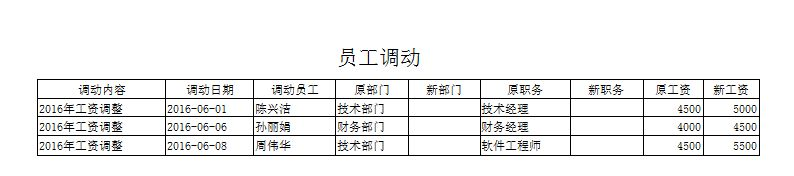 员工调动
调动内容 调动日期 调动员工 原部门 新部门 原职务 新职务 原工资 新工资
2016年工资调整 2016-06-01 陈兴洁 技术部门 技术经理 4500 5000
2016年工资调整 2016-06-06 孙丽娟 财务部门 财务经理 4000 4500
2016年工资调整 2016-06-08 周伟华 技术部门 软件工程师 4500 5500